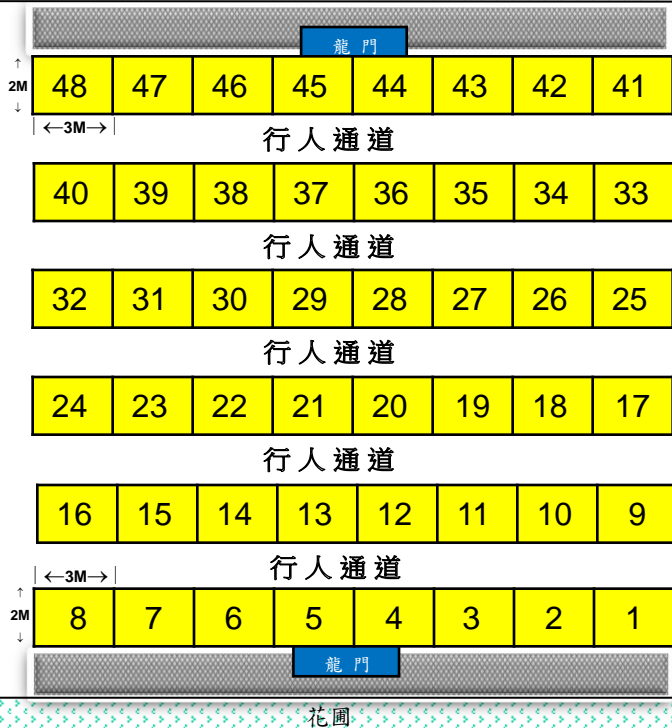 龍 門
↑
2M
↓
48 47 46 45 44 43 42 41
|←3M→|
行人通道
40 39 38 37 36 35 34 33
行人通道
32 31 30 29 28 27 26 25
行人通道
24 23 22 21 20 19 18 17
行人通道
16 15 14 13 12 11 10 9
行人通道
|←3M→|
↑
2M
↓
8 7 6 5 4 3 2 1
龍 門
花圃